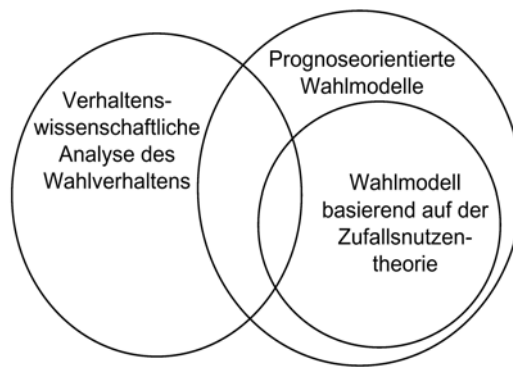 Verhaltens-
wissenschaftliche
Analyse des
Wahlverhaltens
Prognoseorientierte
Wahlmodelle
Wahlmodell
basierend auf der
Zufallsnutzen-
theorie